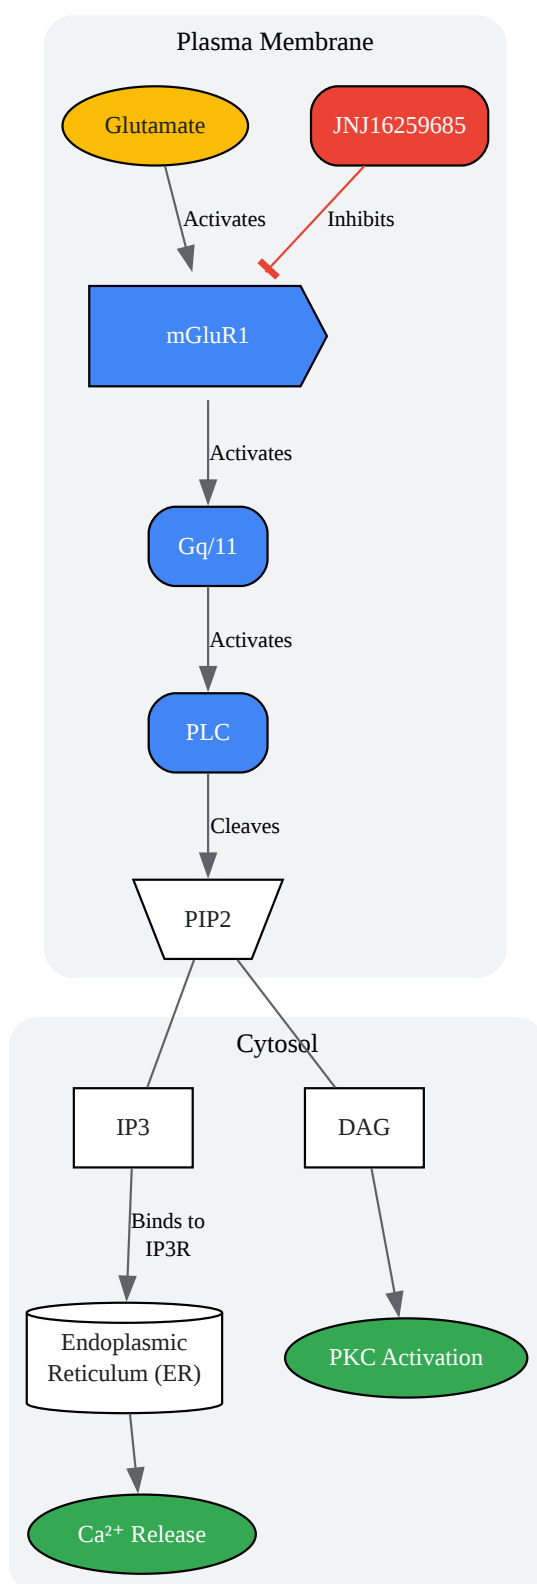 Plasma Membrane
Glutamate
JNJ16259685
Activates
Inhibits
mGluR1
Activates
Gq/11
Activates
PLC
Cleaves
PIP2
Cytosol
IP3
DAG
Binds to
IP3R
Endoplasmic
Reticulum (ER)
PKC Activation
Ca²⁺ Release